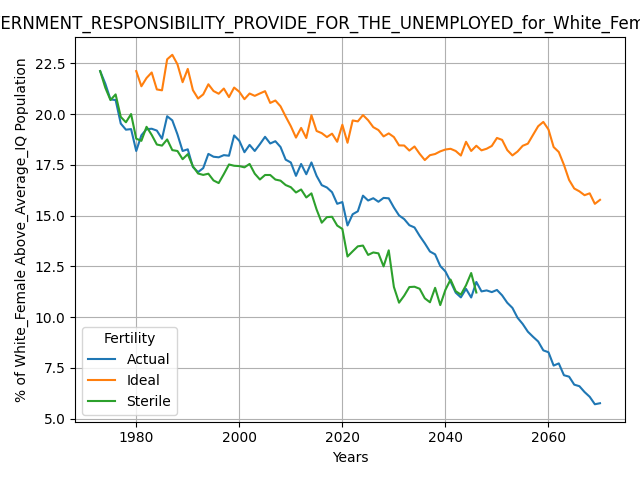 ERNMENT_RESPONSIBILITY_PROVIDE_FOR_THE_UNEMPLOYED_for_White_Fem
% of White_Female Above_Average_IQ Population
22.5
20.0
17.5
15.0
12.5
10.0
7.5
5.0
Fertility
Actual
Ideal
Sterile
1980
2000
2020
2040
2060
Years